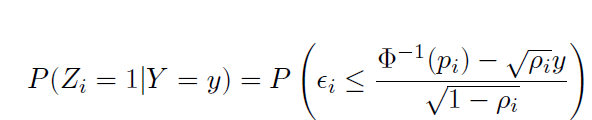 P(Z_i = 1|Y = y) = P\left(\epsilon_i \leq \frac{\Phi^{-1}(p_i) - \sqrt{\rho_i}y}{\sqrt{1 - \rho_i}}\right)